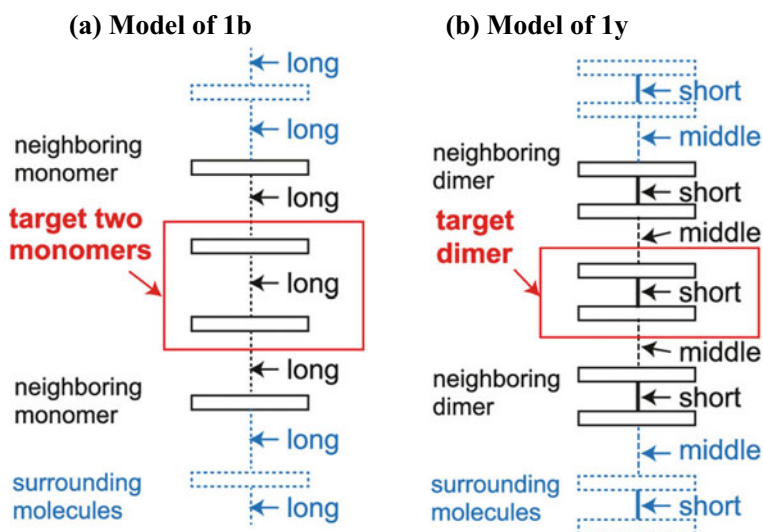 (a) Model of 1b
long
long
neighboring
monomer
long
target two
monomers
long
long
neighboring
monomer
long
surrounding
molecules
long
(b) Model of 1y
short
middle
neighboring
dimer
short
middle
target
dimer
short
middle
neighboring
dimer
short
middle
surrounding
molecules
short